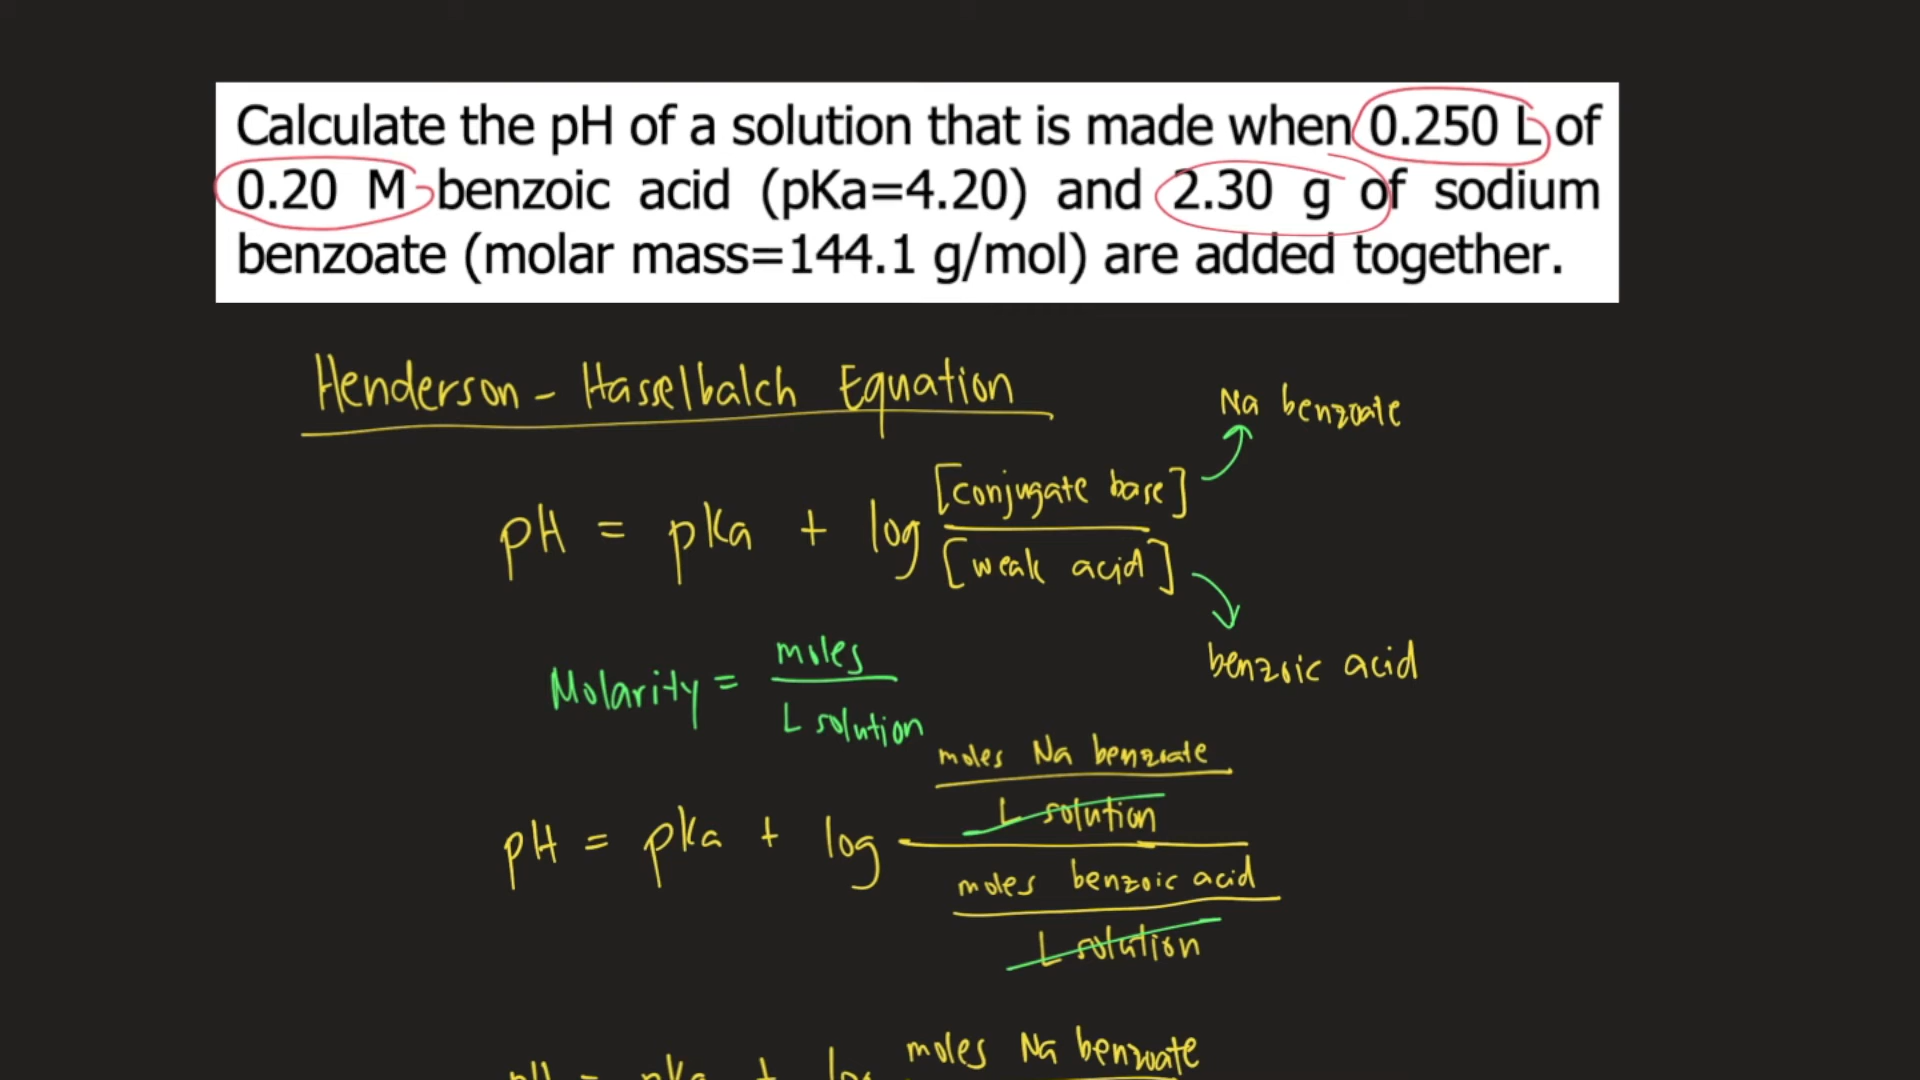 Calculate the pH of a solution that is made when 0.250 L of
0.20 M benzoic acid (pKa=4.20) and 2.30 g of sodium
benzoate (molar mass=144.1 g/mol) are added together.
Henderson - Hasselbalch Equation
Na benzoate
pH = pKa + log [conjugate base]
[weak acid]
benzoic acid
Molarity = moles
L solution
moles Na benzoate
L solution
pH = pKa + log
moles benzoic acid
L solution
moles Na benzoate
pH = pKa + log